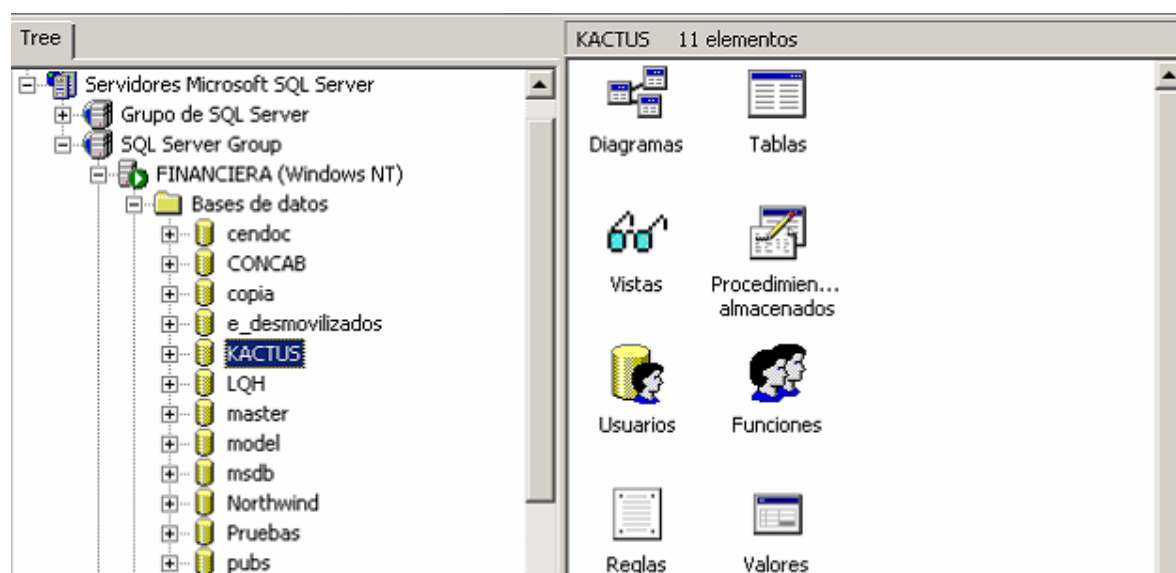 Tree
Servidores Microsoft SQL Server
Grupo de SQL Server
SQL Server Group
FINANCIERA (Windows NT)
Bases de datos
cendoc
CONCAB
copia
e_desmovilizados
KACTUS
LQH
master
model
msdb
Northwind
Pruebas
pubs
KACTUS 11 elementos
Diagramas
Tablas
Vistas
Procedimien...
almacenados
Usuarios
Funciones
Reglas
Valores